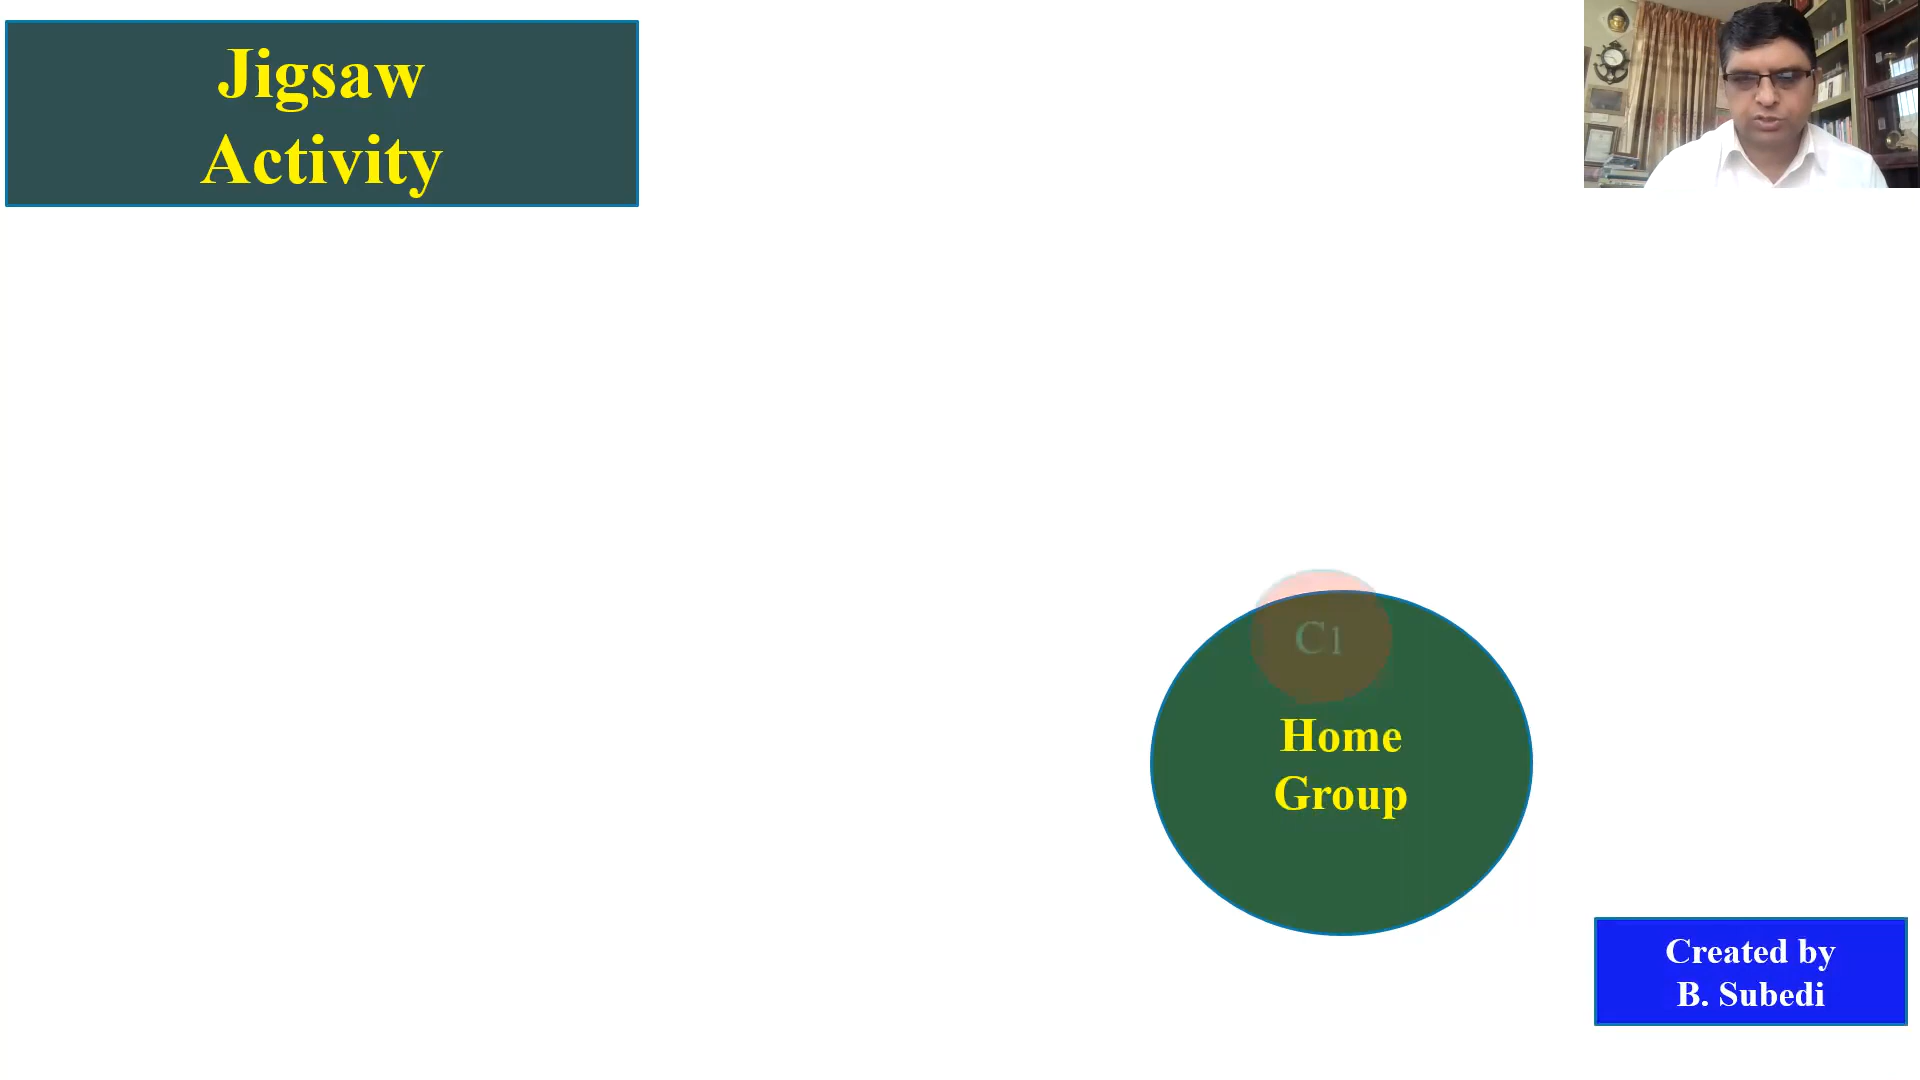 Jigsaw
Activity
C1
Home
Group
Created by
B. Subedi